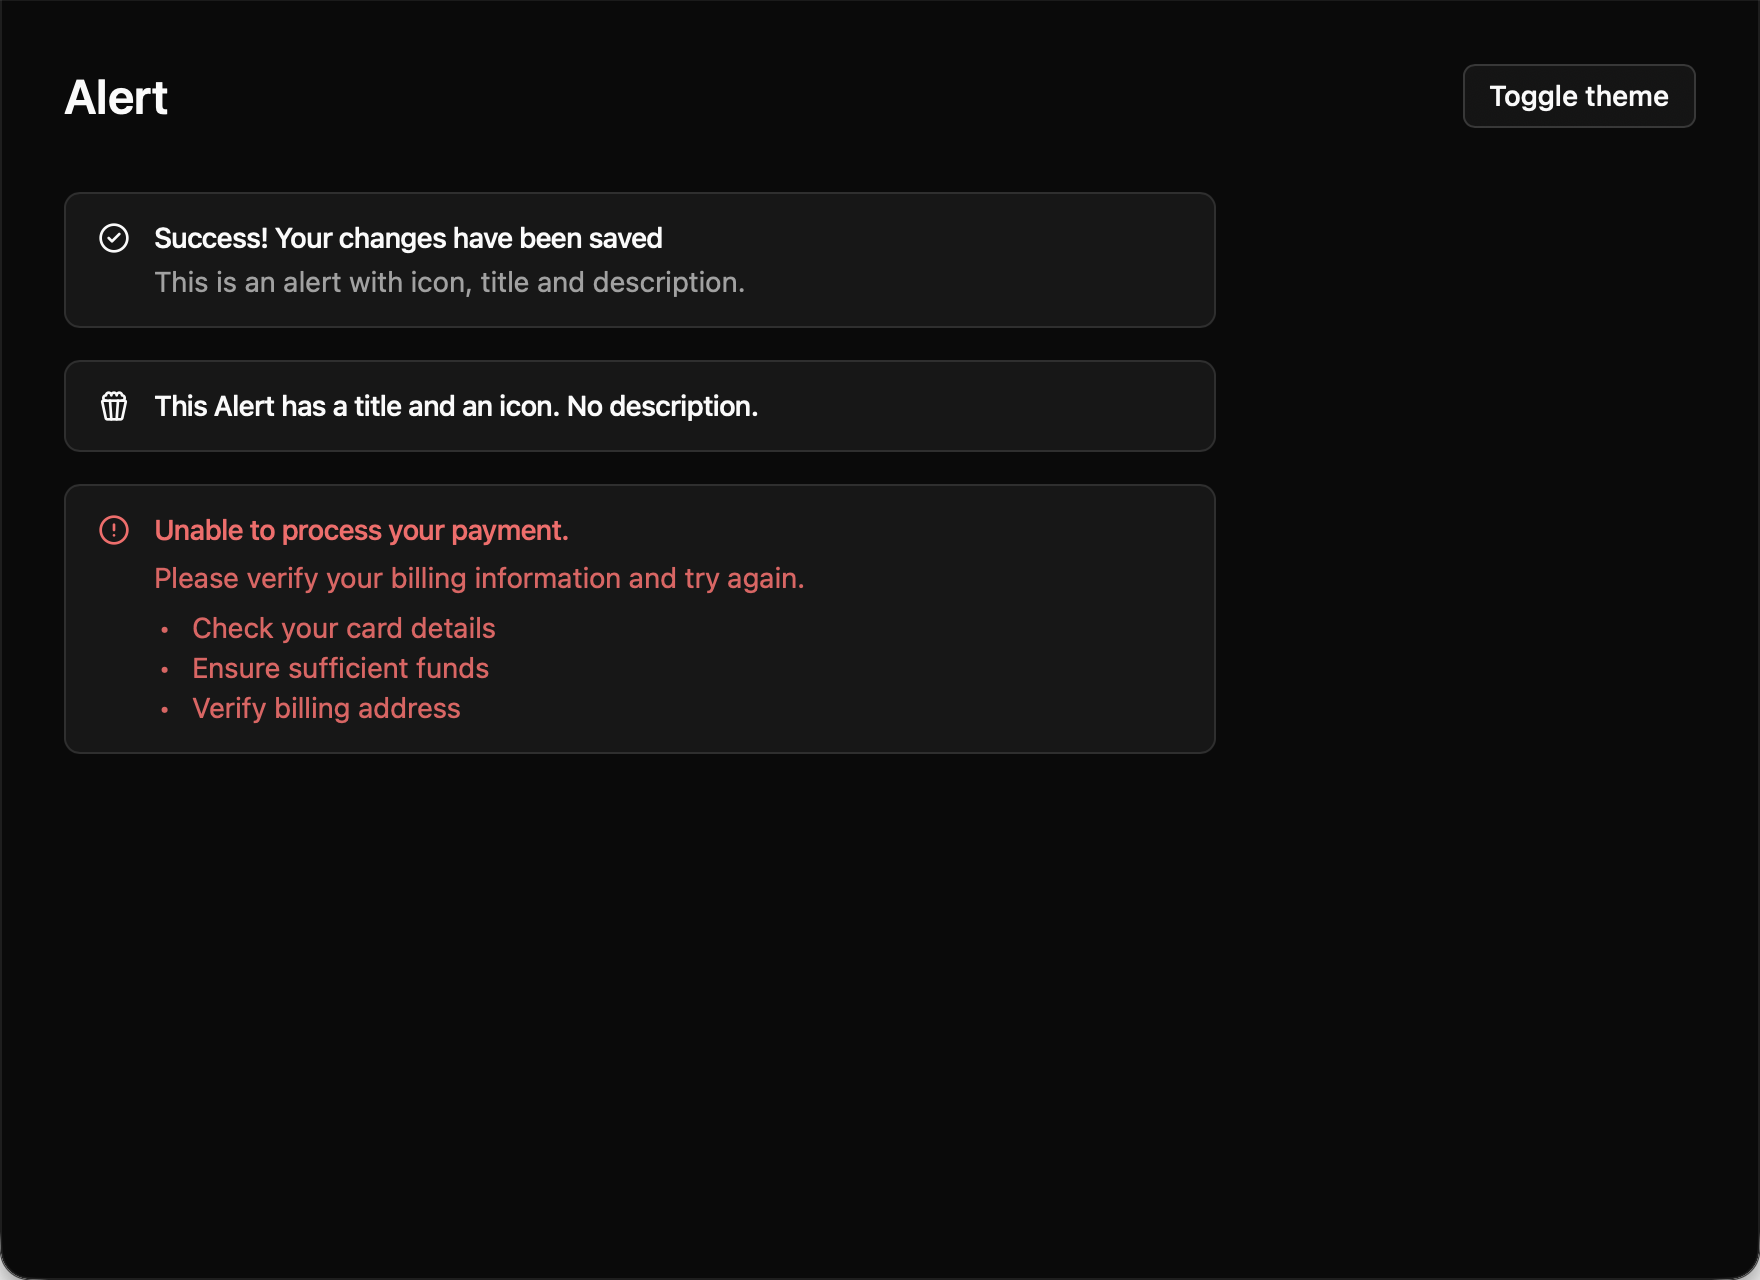 Alert
Toggle theme
Success! Your changes have been saved
This is an alert with icon, title and description.
This Alert has a title and an icon. No description.
Unable to process your payment.
Please verify your billing information and try again.
• Check your card details
• Ensure sufficient funds
• Verify billing address